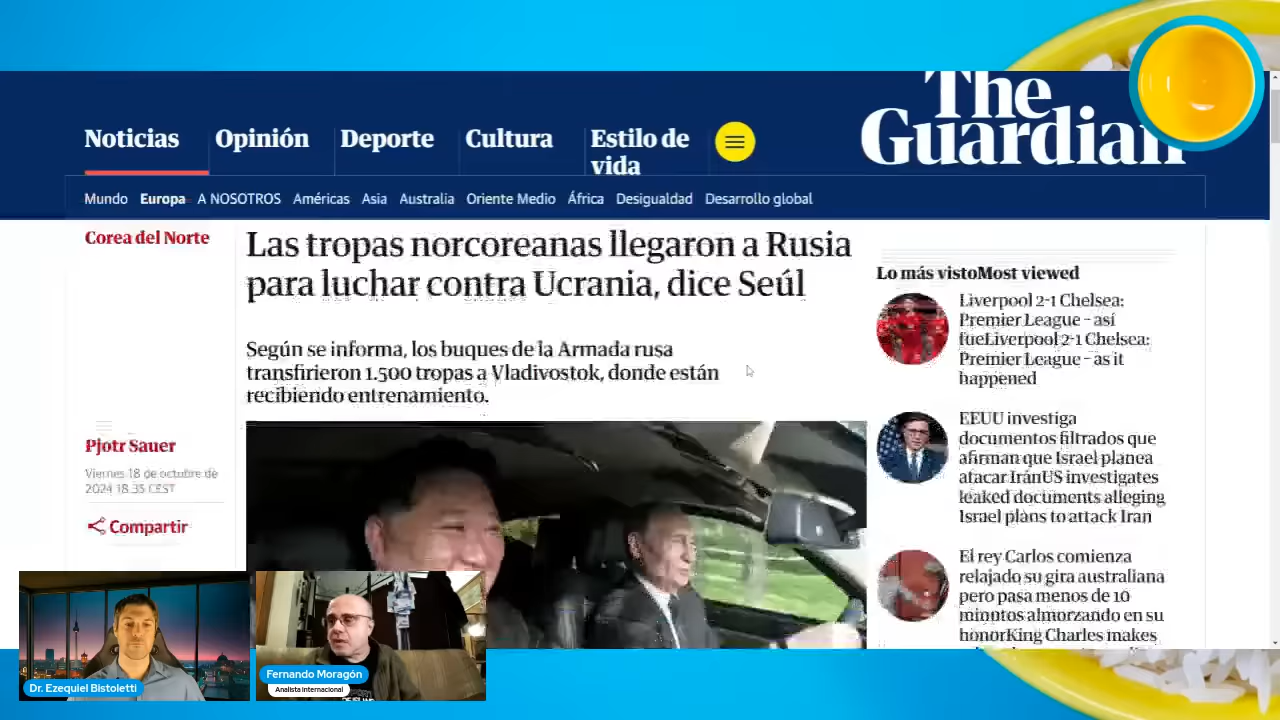 The
Guardian
Noticias
Opinión
Deporte
Cultura
Estilo de
vida
Mundo
Europa
A NOSOTROS
Américas
Asia
Australia
Oriente Medio
África
Desigualdad
Desarrollo global
Corea del Norte
Las tropas norcoreanas llegaron a Rusia
para luchar contra Ucrania, dice Seúl
Según se informa, los buques de la Armada rusa
transfirieron 1.500 tropas a Vladivostok, donde están
recibiendo entrenamiento.
Pjotr Sauer
Viernes 18 de octubre de
2024 18.35 CEST
Compartir
Lo más vistoMost viewed
Liverpool 2-1 Chelsea:
Premier League – así
fueLiverpool 2-1 Chelsea:
Premier League – as it
happened
EEUU investiga
documentos filtrados que
afirman que Israel planea
atacar IránUS investigates
leaked documents alleging
Israel plans to attack Iran
El rey Carlos comienza
relajado su gira australiana
pero pasa menos de 10
minutos almorzando en su
honorKing Charles makes
Dr. Ezequiel Bistoletti
Fernando Moragón
Analista internacional